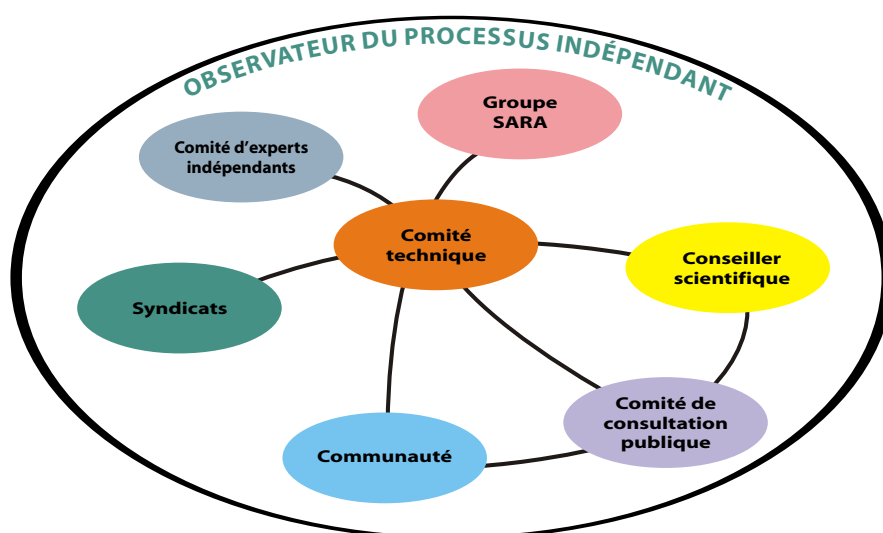 OBSERVATEUR DU PROCESSUS INDÉPENDANT
Groupe
SARA
Comité d'experts
indépendants
Comité
technique
Conseiller
scientifique
Syndicats
Comité de
consultation
publique
Communauté